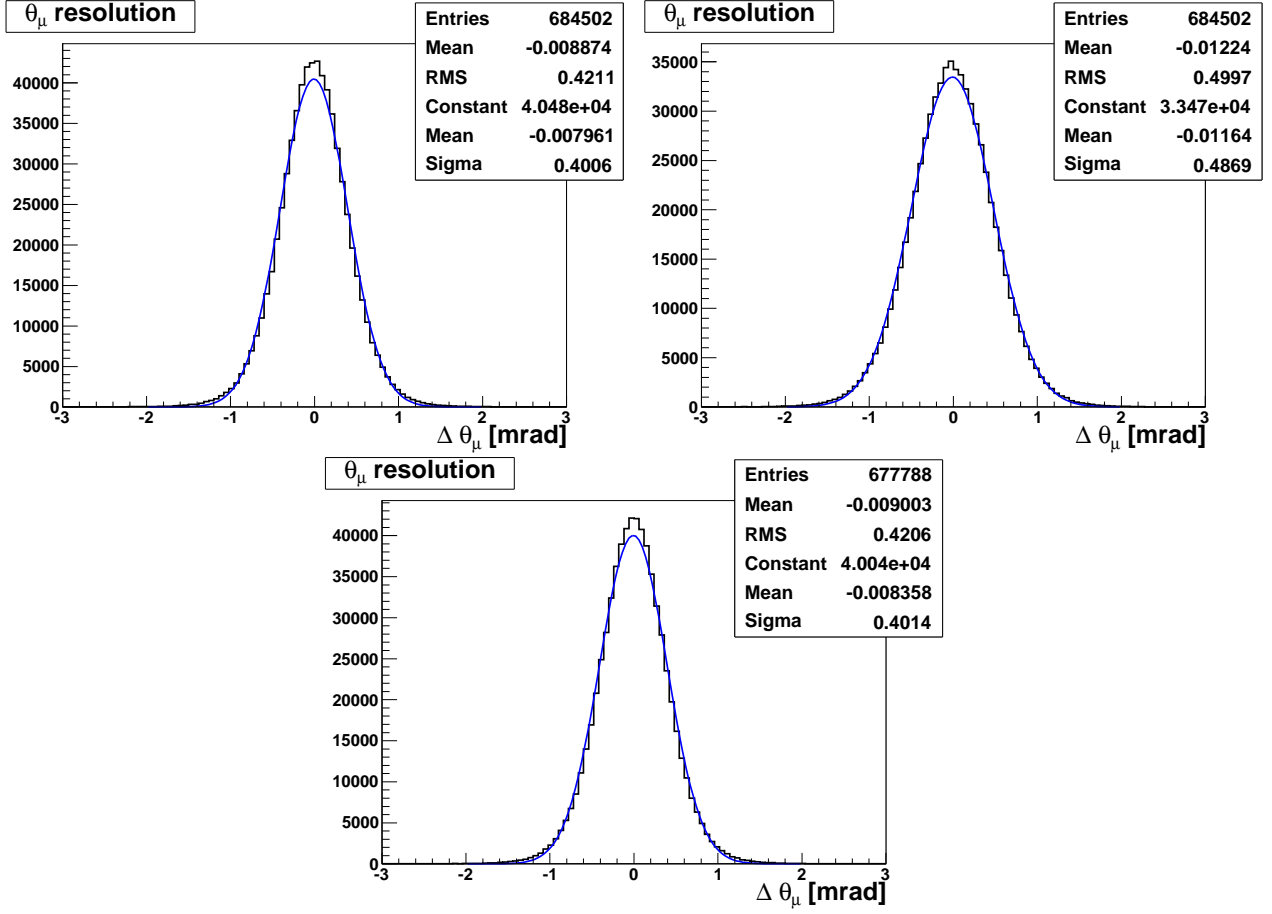 θμ resolution
Entries 684502
Mean -0.008874
RMS 0.4211
Constant 4.048e+04
Mean -0.007961
Sigma 0.4006
40000
35000
30000
25000
20000
15000
10000
5000
0
-3 -2 -1 0 1 2 3
Δ θμ [mrad]
θμ resolution
Entries 684502
Mean -0.01224
RMS 0.4997
Constant 3.347e+04
Mean -0.01164
Sigma 0.4869
35000
30000
25000
20000
15000
10000
5000
0
-3 -2 -1 0 1 2 3
Δ θμ [mrad]
θμ resolution
Entries 677788
Mean -0.009003
RMS 0.4206
Constant 4.004e+04
Mean -0.008358
Sigma 0.4014
40000
35000
30000
25000
20000
15000
10000
5000
0
-3 -2 -1 0 1 2 3
Δ θμ [mrad]